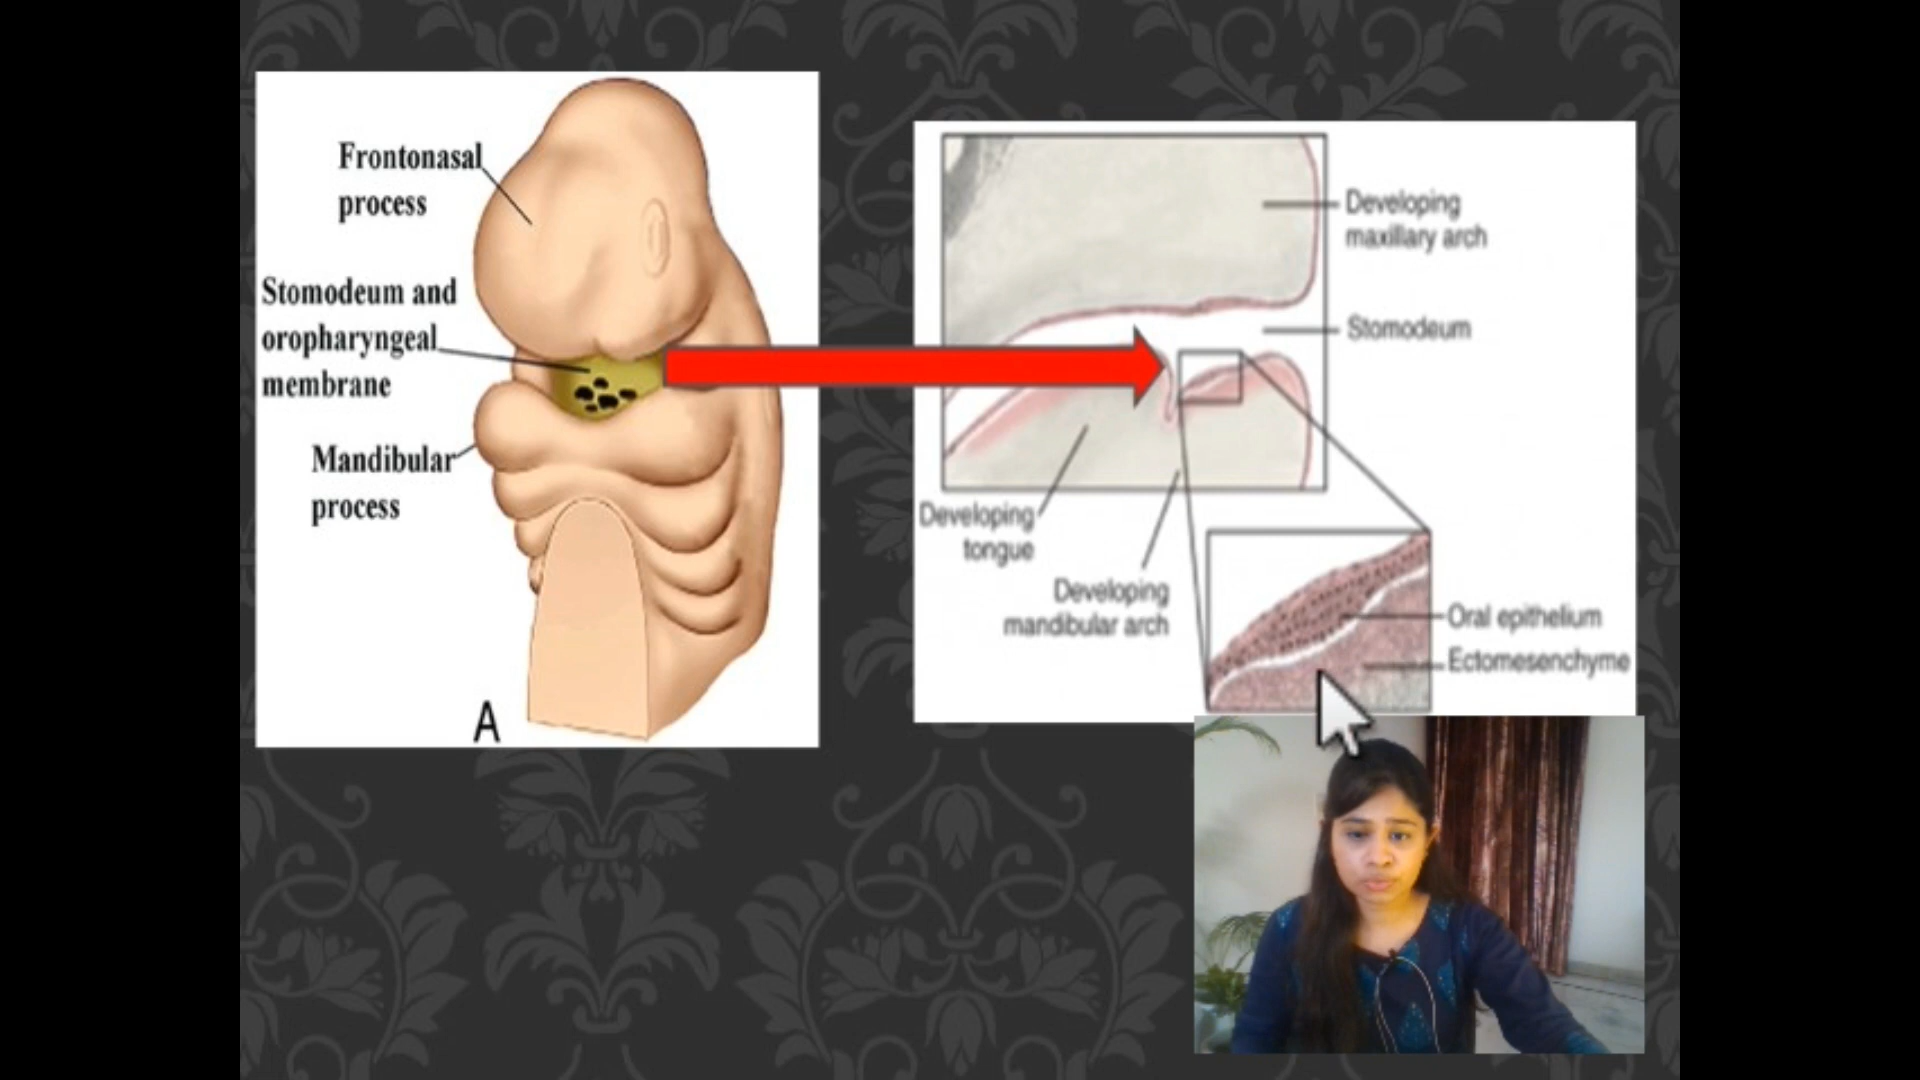 Frontonasal
process
Stomodeum and
oropharyngeal
membrane
Mandibular
process
A
Developing
maxillary arch
Stomodeum
Developing
tongue
Developing
mandibular arch
Oral epithelium
Ectomesenchyme